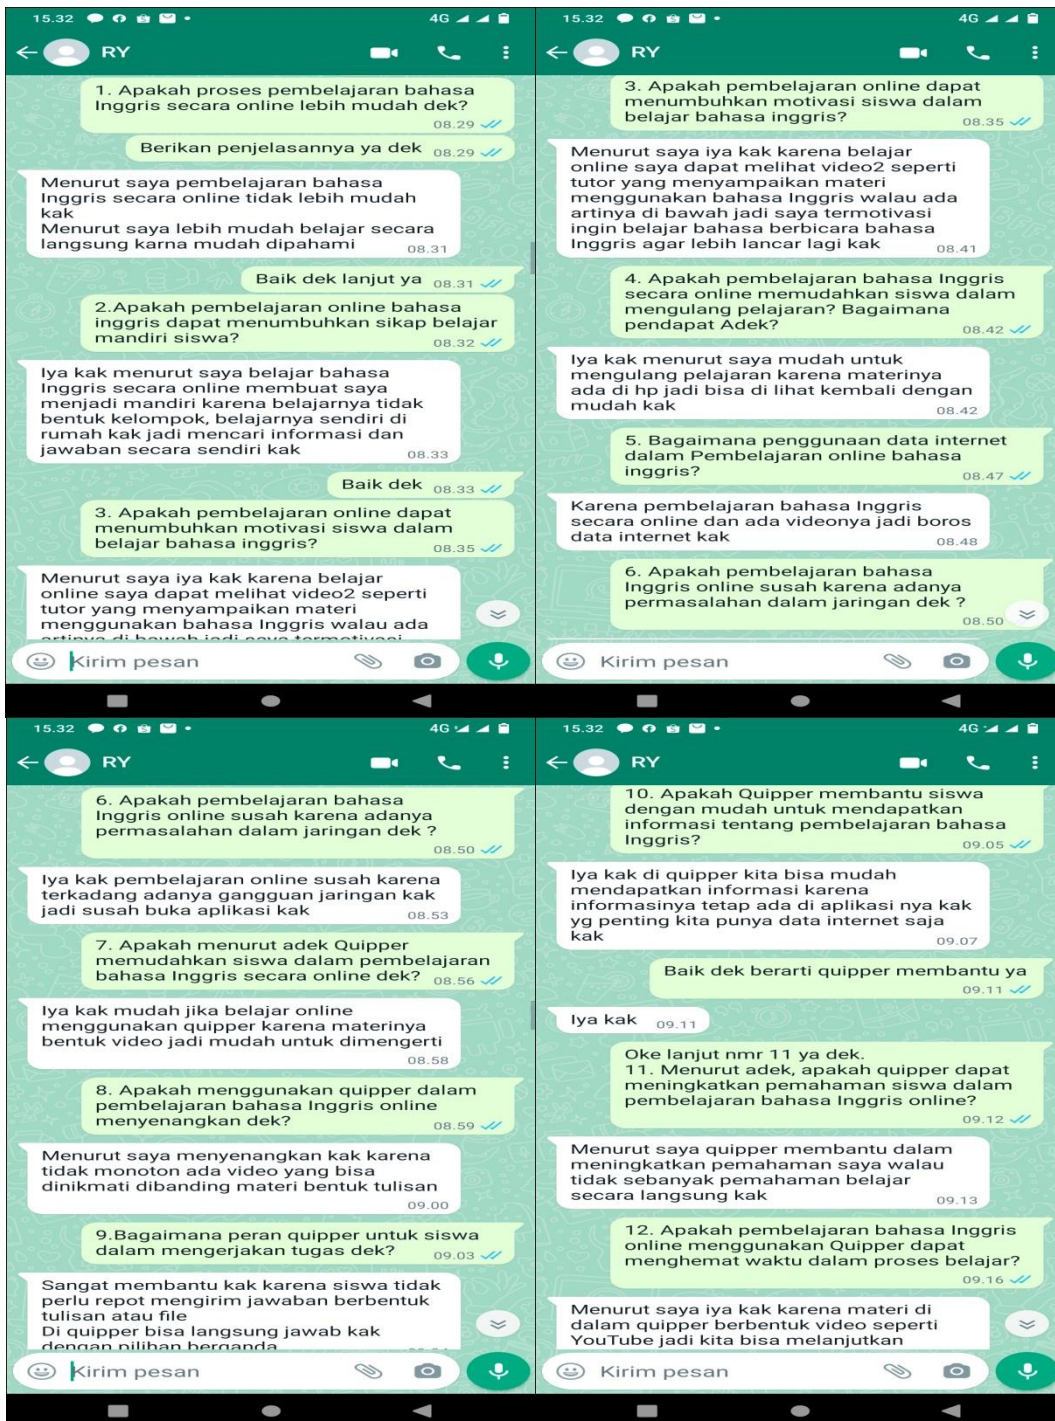 15.32
4G
RY
1. Apakah proses pembelajaran bahasa
Inggris secara online lebih mudah dek?
08.29
Berikan penjelasannya ya dek 08.29
Menurut saya pembelajaran bahasa
Inggris secara online tidak lebih mudah
kak
Menurut saya lebih mudah belajar secara
langsung karna mudah dipahami 08.31
Baik dek lanjut ya 08.31
2.Apakah pembelajaran online bahasa
inggris dapat menumbuhkan sikap belajar
mandiri siswa?
08.32
Iya kak menurut saya belajar bahasa
Inggris secara online membuat saya
menjadi mandiri karena belajarnya tidak
bentuk kelompok, belajarnya sendiri di
rumah kak jadi mencari informasi dan
jawaban secara sendiri kak 08.33
Baik dek 08.33
3. Apakah pembelajaran online dapat
menumbuhkan motivasi siswa dalam
belajar bahasa inggris? 08.35
Menurut saya iya kak karena belajar
online saya dapat melihat video2 seperti
tutor yang menyampaikan materi
menggunakan bahasa Inggris walau ada
artinya di bawah jadi saya termotivasi
Kirim pesan
15.32
4G
RY
3. Apakah pembelajaran online dapat
menumbuhkan motivasi siswa dalam
belajar bahasa inggris? 08.35
Menurut saya iya kak karena belajar
online saya dapat melihat video2 seperti
tutor yang menyampaikan materi
menggunakan bahasa Inggris walau ada
artinya di bawah jadi saya termotivasi
ingin belajar bahasa berbicara bahasa
Inggris agar lebih lancar lagi kak 08.41
4. Apakah pembelajaran bahasa Inggris
secara online memudahkan siswa dalam
mengulang pelajaran? Bagaimana
pendapat Adek? 08.42
Iya kak menurut saya mudah untuk
mengulang pelajaran karena materinya
ada di hp jadi bisa di lihat kembali dengan
mudah kak 08.42
5. Bagaimana penggunaan data internet
dalam Pembelajaran online bahasa
inggris? 08.47
Karena pembelajaran bahasa Inggris
secara online dan ada videonya jadi boros
data internet kak 08.48
6. Apakah pembelajaran bahasa
Inggris online susah karena adanya
permasalahan dalam jaringan dek ?
08.50
Kirim pesan
15.32
4G
RY
6. Apakah pembelajaran bahasa
Inggris online susah karena adanya
permasalahan dalam jaringan dek ?
08.50
Iya kak pembelajaran online susah karena
terkadang adanya gangguan jaringan kak
jadi susah buka aplikasi kak 08.53
7. Apakah menurut adek Quipper
memudahkan siswa dalam pembelajaran
bahasa Inggris secara online dek? 08.56
Iya kak mudah jika belajar online
menggunakan quipper karena materinya
bentuk video jadi mudah untuk dimengerti
08.58
8. Apakah menggunakan quipper dalam
pembelajaran bahasa Inggris online
menyenangkan dek? 08.59
Menurut saya menyenangkan kak karena
tidak monoton ada video yang bisa
dinikmati dibanding materi bentuk tulisan
09.00
9.Bagaimana peran quipper untuk siswa
dalam mengerjakan tugas dek? 09.03
Sangat membantu kak karena siswa tidak
perlu repot mengirim jawaban berbentuk
tulisan atau file
Di quipper bisa langsung jawab kak
dengan pilihan berganda
Kirim pesan
15.32
4G
RY
10. Apakah Quipper membantu siswa
dengan mudah untuk mendapatkan
informasi tentang pembelajaran bahasa
Inggris? 09.05
Iya kak di quipper kita bisa mudah
mendapatkan informasi karena
informasinya tetap ada di aplikasi nya kak
yg penting kita punya data internet saja
kak 09.07
Baik dek berarti quipper membantu ya
09.11
Iya kak 09.11
Oke lanjut nmr 11 ya dek.
11. Menurut adek, apakah quipper dapat
meningkatkan pemahaman siswa dalam
pembelajaran bahasa Inggris online?
09.12
Menurut saya quipper membantu dalam
meningkatkan pemahaman saya walau
tidak sebanyak pemahaman belajar
secara langsung kak 09.13
12. Apakah pembelajaran bahasa Inggris
online menggunakan Quipper dapat
menghemat waktu dalam proses belajar?
09.16
Menurut saya iya kak karena materi di
dalam quipper berbentuk video seperti
YouTube jadi kita bisa melanjutkan
Kirim pesan